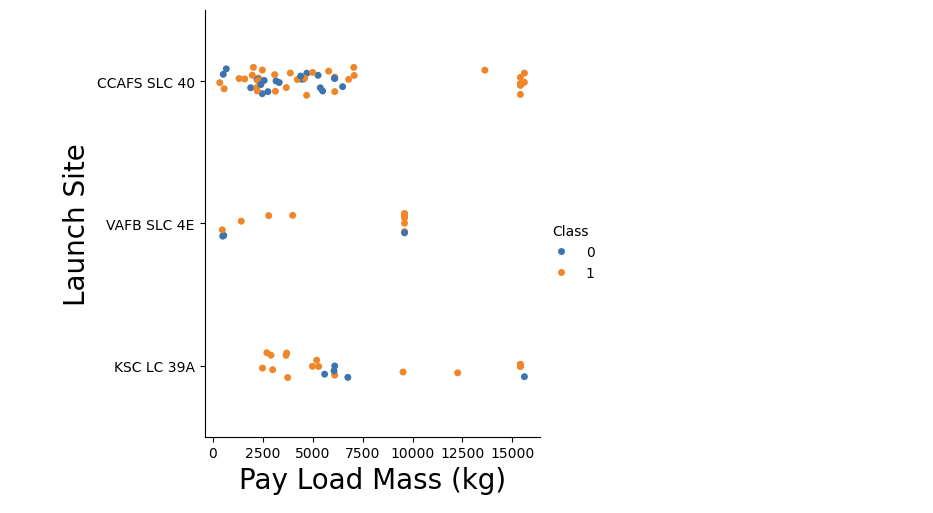 CCAFS SLC 40
VAFB SLC 4E
KSC LC 39A
Launch Site
0 2500 5000 7500 10000 12500 15000
Pay Load Mass (kg)
Class
0
1